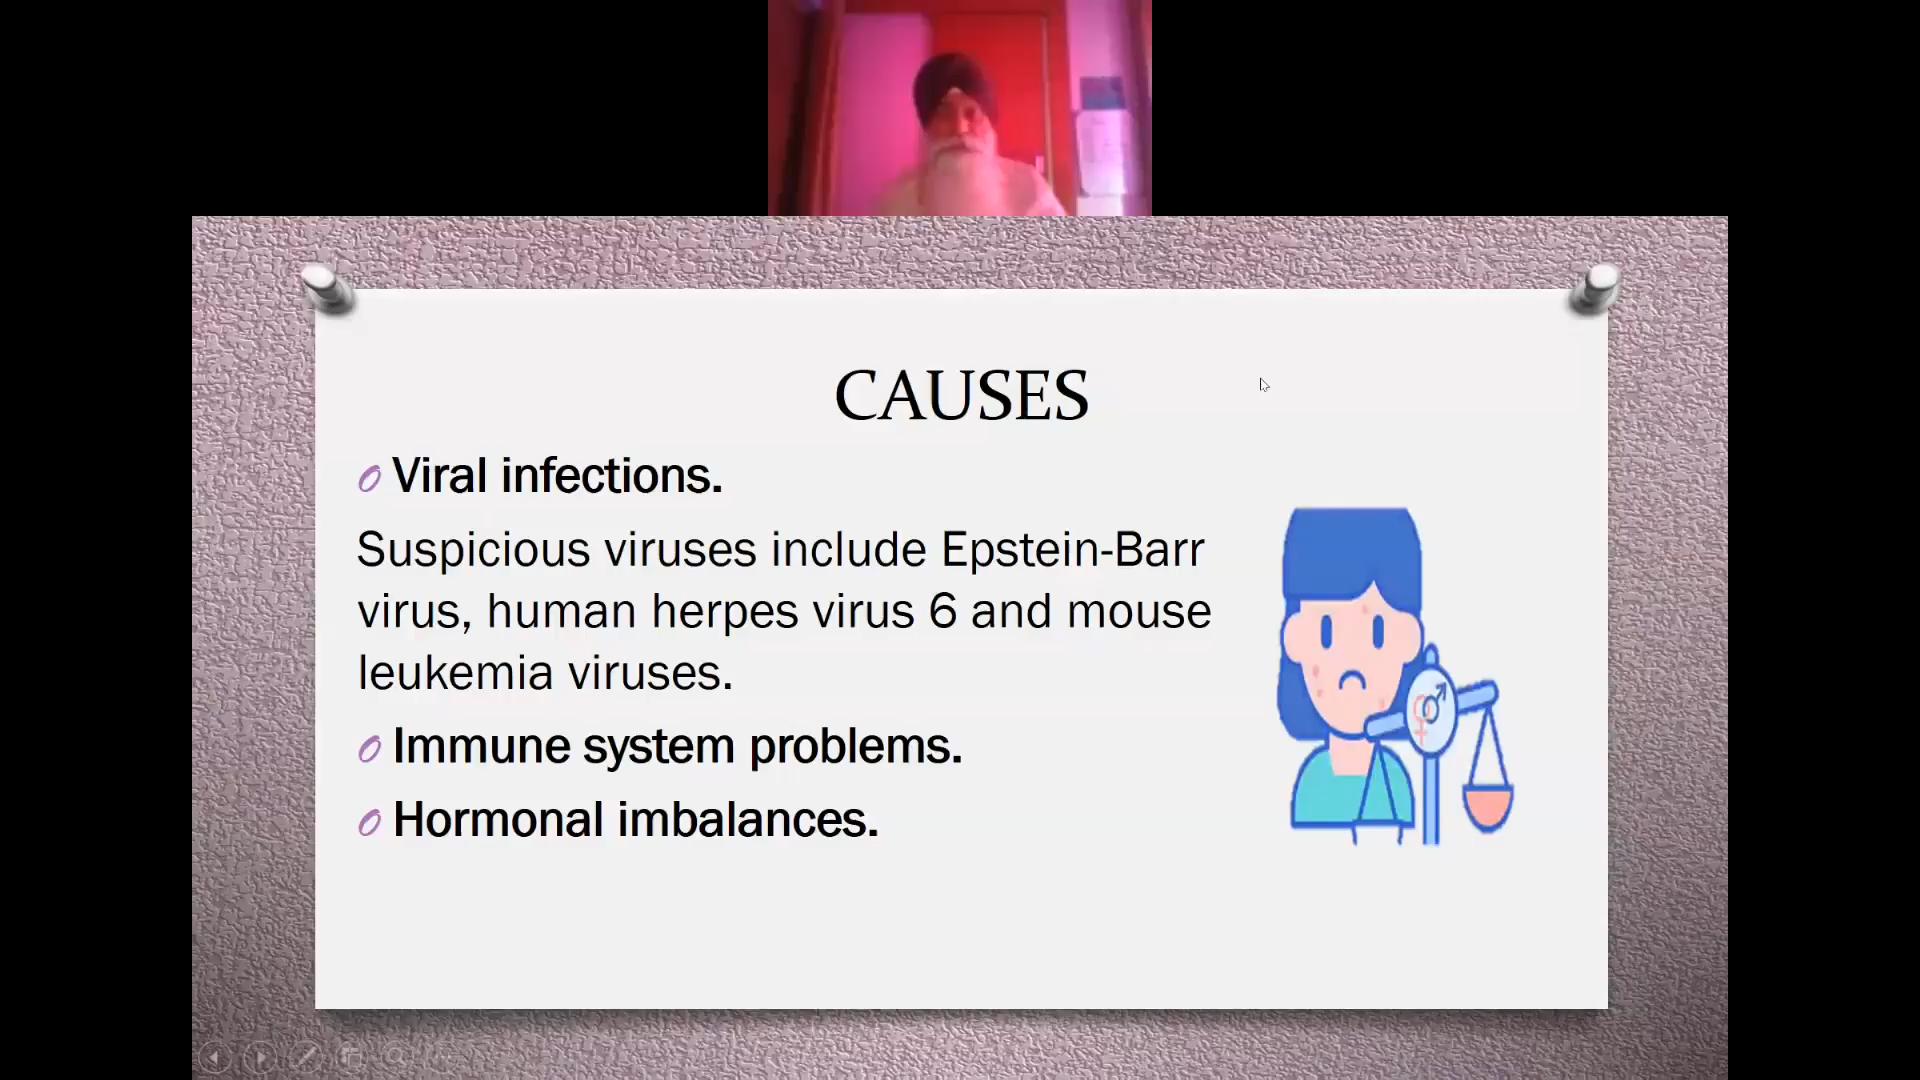 CAUSES
Viral infections.
Suspicious viruses include Epstein-Barr
virus, human herpes virus 6 and mouse
leukemia viruses.
Immune system problems.
Hormonal imbalances.